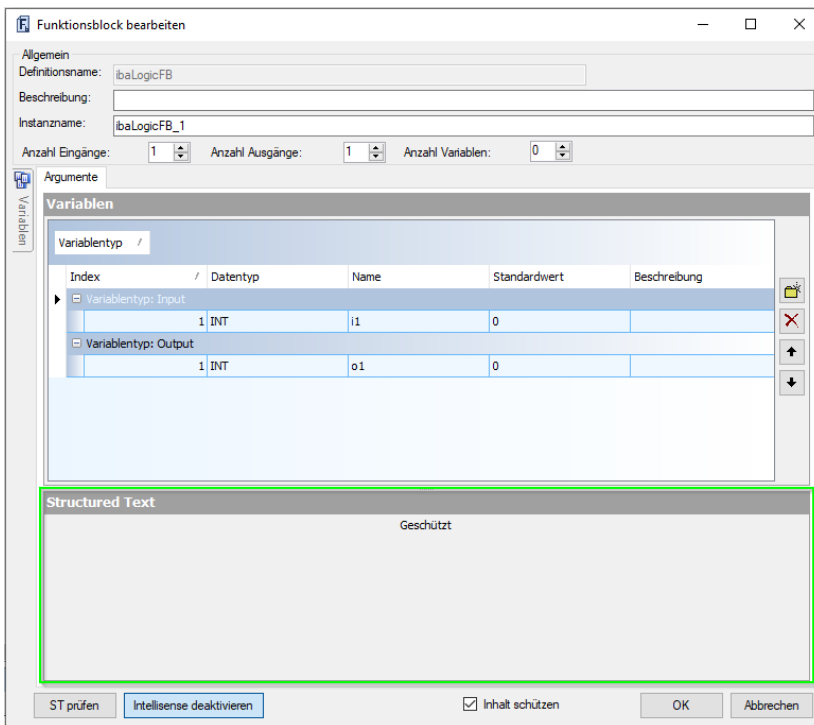 Funktionsblock bearbeiten
Allgemein
Definitionsname: ibaLogicFB
Beschreibung:
Instanzname: ibaLogicFB_1
Anzahl Eingänge: 1 Anzahl Ausgänge: 1 Anzahl Variablen: 0
Variablen
Argumente
Variablen
Variablentyp /
Index / Datentyp Name Standardwert Beschreibung
Variablentyp: Input
1 INT i1 0
Variablentyp: Output
1 INT o1 0
Structured Text
Geschützt
ST prüfen Intellisense deaktivieren Inhalt schützen OK Abbrechen